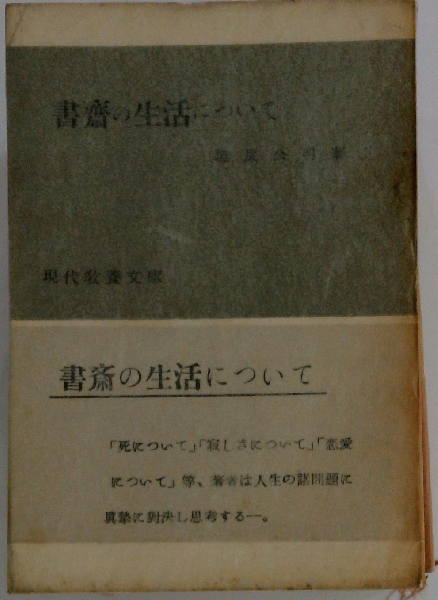 書齋の生活について
現代教養文庫
書斎の生活について
「死について」「寂しさについて」「恋愛
について」等、著者は人生の諸問題に
眞摯に對決し思考する―。